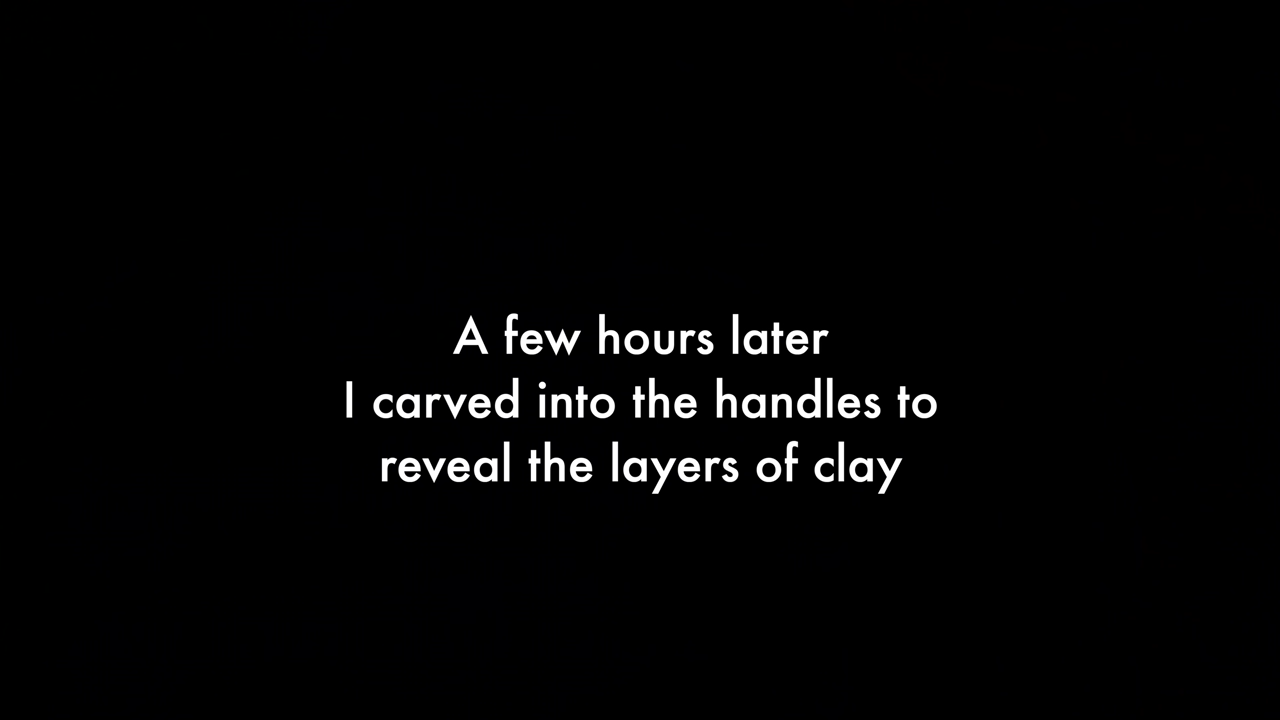 A few hours later
I carved into the handles to
reveal the layers of clay